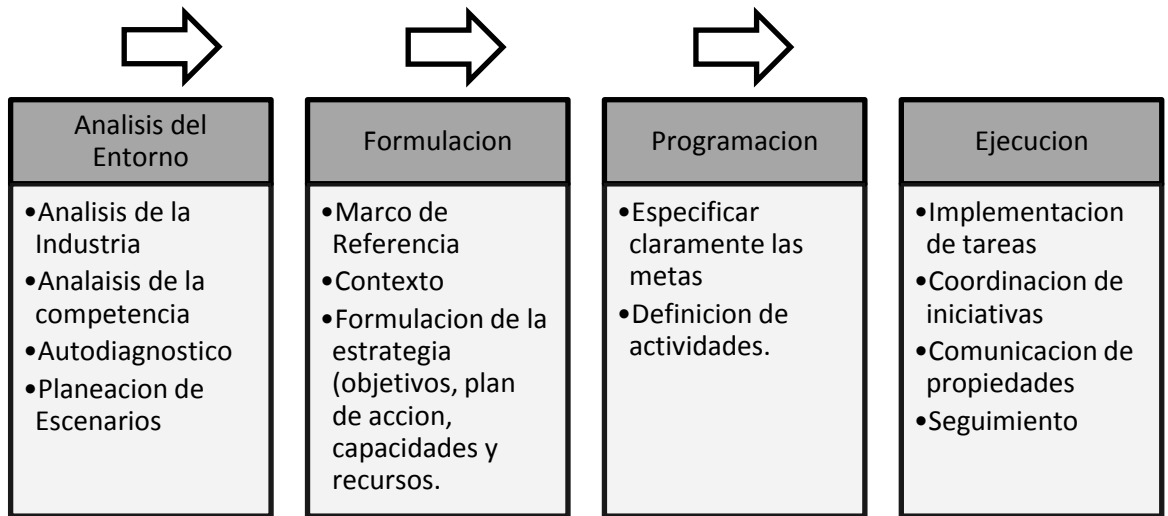 Analisis del
Entorno
•Analisis de la
Industria
•Analaisis de la
competencia
•Autodiagnostico
•Planeacion de
Escenarios
Formulacion
•Marco de
Referencia
•Contexto
•Formulacion de la
estrategia
(objetivos, plan
de accion,
capacidades y
recursos.
Programacion
•Especificar
claramente las
metas
•Definicion de
actividades.
Ejecucion
•Implementacion
de tareas
•Coordinacion de
iniciativas
•Comunicacion de
propiedades
•Seguimiento